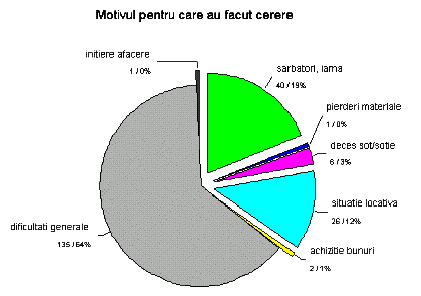 Motivul pentru care au facut cerere
initiere afacere
1 / 0%
sarbatori, iarna
40 / 19%
pierderi materiale
1 / 0%
deces sot/sotie
6 / 3%
situatie locativa
26 / 12%
dificultati generale
135 / 64%
achizitie bunuri
2 / 1%